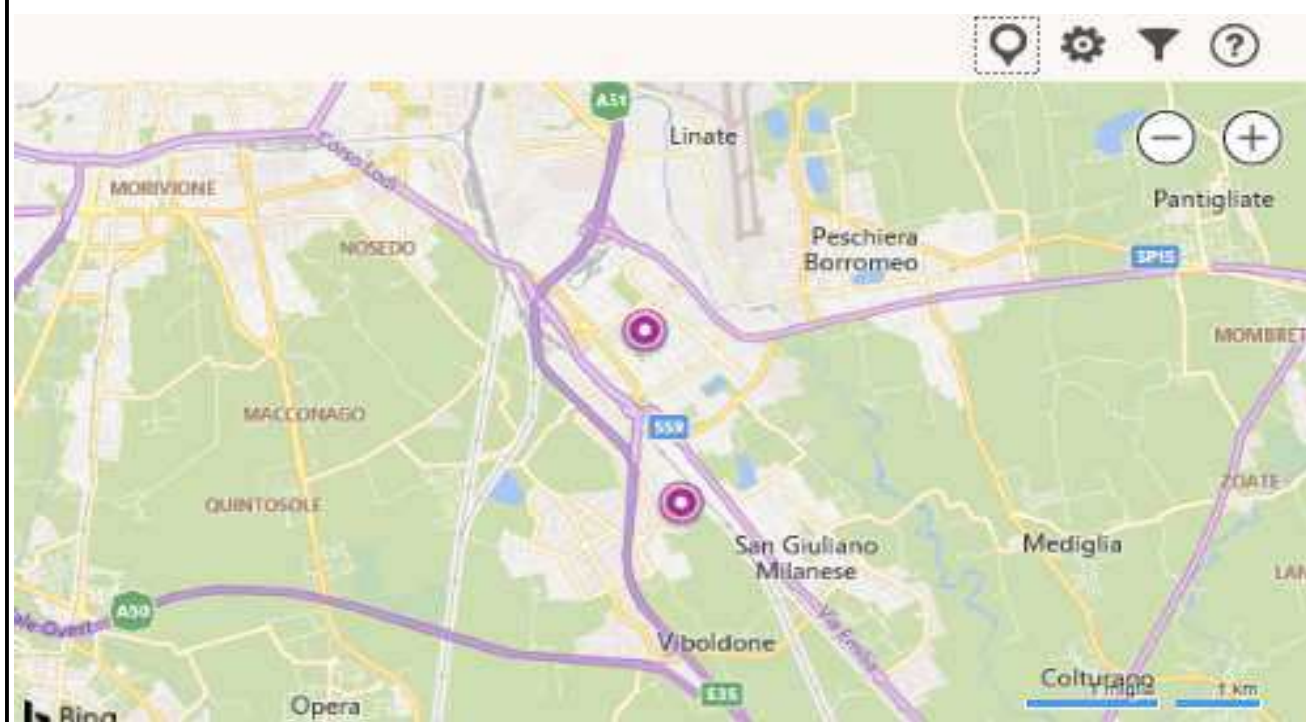 ?
A51
Linate
Corso Lodi
MORIVIONE
Pantigliate
NOSEDO
Peschiera
Borromeo
SP15
MOMBRET
MACCONAGO
SS9
QUINTOSOLE
ZOATE
San Giuliano
Milanese
Mediglia
LAN
A50
Via Emilia
Viboldone
Colturano
1 miglia
1 km
E35
Opera
Bing